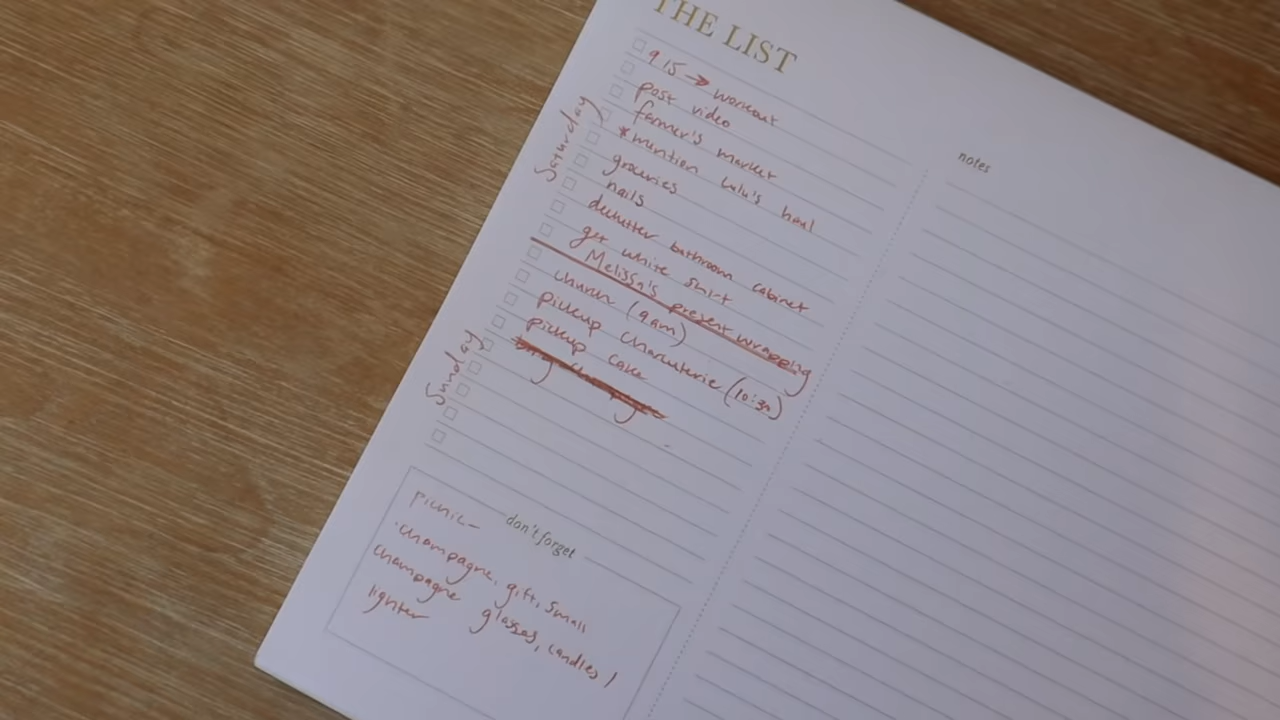 THE LIST
Saturday
9:15 → workout
post video
farmer's market
*mention Lulu's haul
groceries
nails
declutter bathroom cabinet
get white shirt
Melissa's present wrapping
Sunday
church (9am)
pickup charcuterie (10:30)
pickup cake
notes
don't forget
picnic-
·champagne, gift, small
champagne glasses, candles /
lighter